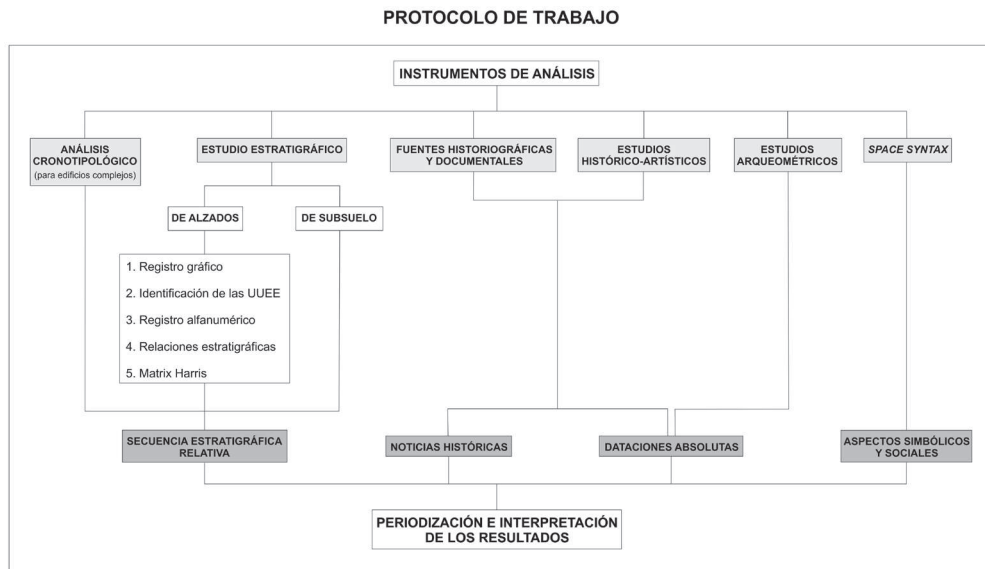 PROTOCOLO DE TRABAJO
INSTRUMENTOS DE ANÁLISIS
ANÁLISIS
CRONOTIPOLÓGICO
(para edificios complejos)
ESTUDIO ESTRATIGRÁFICO
FUENTES HISTORIOGRÁFICAS
Y DOCUMENTALES
ESTUDIOS
HISTÓRICO-ARTÍSTICOS
ESTUDIOS
ARQUEOMÉTRICOS
SPACE SYNTAX
DE ALZADOS
DE SUBSUELO
1. Registro gráfico
2. Identificación de las UUEE
3. Registro alfanumérico
4. Relaciones estratigráficas
5. Matrix Harris
SECUENCIA ESTRATIGRÁFICA
RELATIVA
NOTICIAS HISTÓRICAS
DATACIONES ABSOLUTAS
ASPECTOS SIMBÓLICOS
Y SOCIALES
PERIODIZACIÓN E INTERPRETACIÓN
DE LOS RESULTADOS